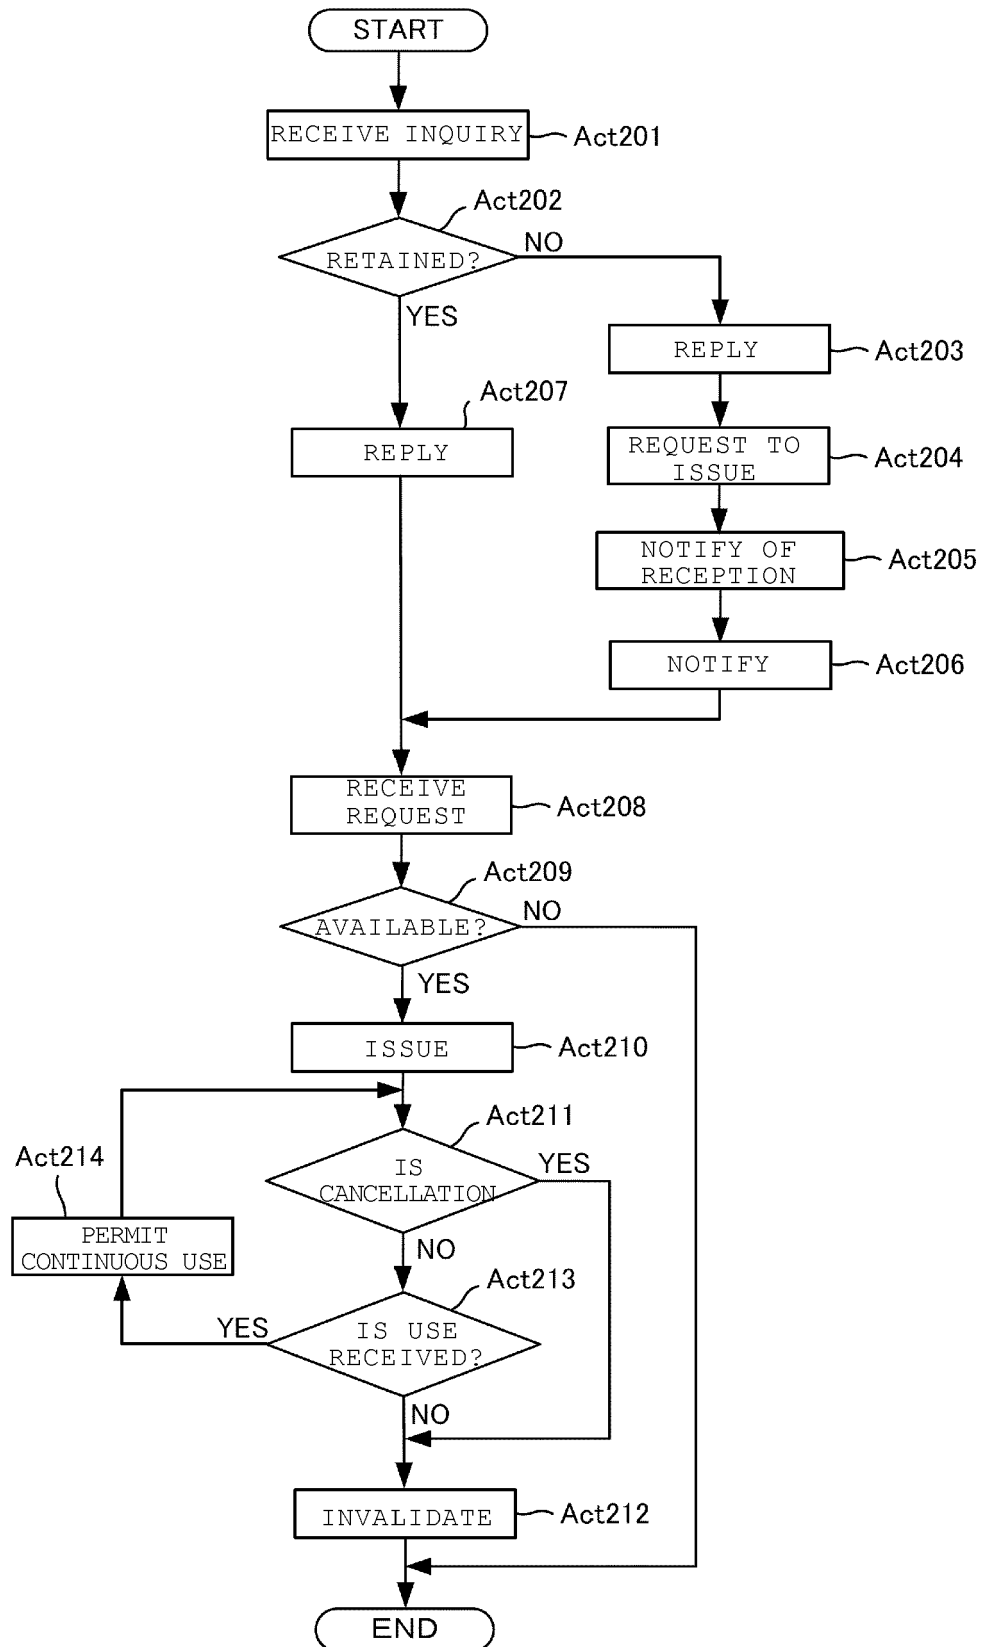 START
RECEIVE INQUIRY
Act201
Act202
RETAINED?
NO
YES
REPLY
Act203
Act207
REPLY
REQUEST TO
ISSUE
Act204
NOTIFY OF
RECEPTION
Act205
NOTIFY
Act206
RECEIVE
REQUEST
Act208
Act209
AVAILABLE?
NO
YES
ISSUE
Act210
Act211
IS
CANCELLATION
YES
NO
Act214
PERMIT
CONTINUOUS USE
Act213
IS USE
RECEIVED?
YES
NO
INVALIDATE
Act212
END